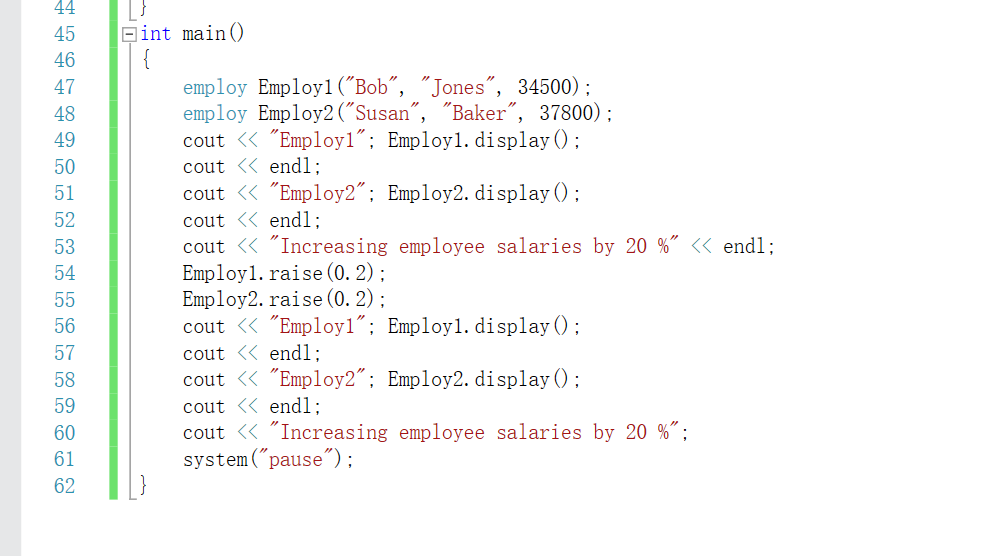 44 }
45 int main()
46 {
47 employ Employ1("Bob", "Jones", 34500);
48 employ Employ2("Susan", "Baker", 37800);
49 cout << "Employ1"; Employ1.display();
50 cout << endl;
51 cout << "Employ2"; Employ2.display();
52 cout << endl;
53 cout << "Increasing employee salaries by 20 %" << endl;
54 Employ1.raise(0.2);
55 Employ2.raise(0.2);
56 cout << "Employ1"; Employ1.display();
57 cout << endl;
58 cout << "Employ2"; Employ2.display();
59 cout << endl;
60 cout << "Increasing employee salaries by 20 %";
61 system("pause");
62 }